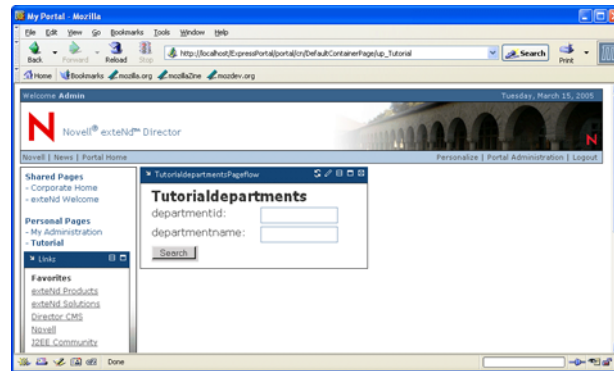 My Portal - Mozilla
File Edit View Go Bookmarks Tools Window Help
Back Forward Reload Stop http://localhost/ExpressPortal/portal/cn/DefaultContainerPage/up_Tutorial Search Print
Home Bookmarks mozilla.org mozillaZine mozdev.org
Welcome Admin Tuesday, March 15, 2005
N Novell® exteNd™ Director N
Novell | News | Portal Home Personalize | Portal Administration | Logout
Shared Pages
- Corporate Home
- exteNd Welcome
Personal Pages
- My Administration
- Tutorial
Links
Favorites
exteNd Products
exteNd Solutions
Director CMS
Novell
J2EE Community
TutorialdepartmentsPageflow
Tutorialdepartments
departmentid:
departmentname:
Search
Done